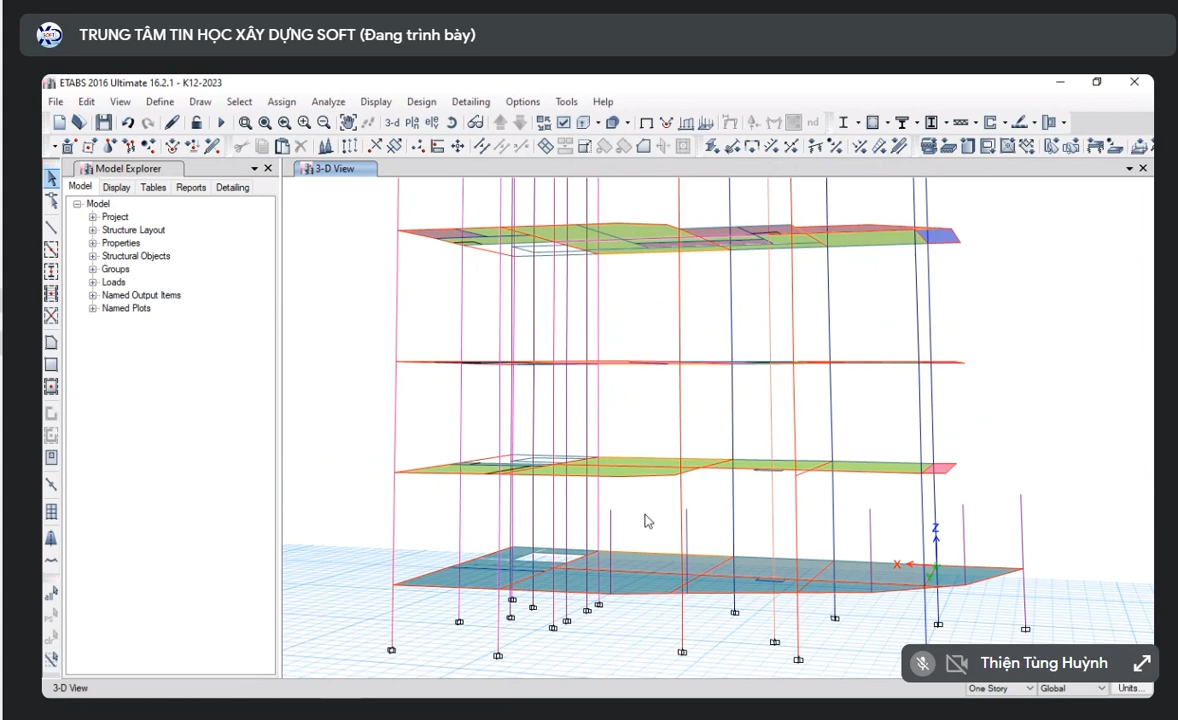 TRUNG TÂM TIN HỌC XÂY DỰNG SOFT (Đang trình bày)
ETABS 2016 Ultimate 16.2.1 - K12-2023
File Edit View Define Draw Select Assign Analyze Display Design Detailing Options Tools Help
3-d nd
Model Explorer
3-D View
Model Display Tables Reports Detailing
Model
Project
Structure Layout
Properties
Structural Objects
Groups
Loads
Named Output Items
Named Plots
Z
X
Y
Thiện Tùng Huỳnh
3-D View
One Story Global Units...